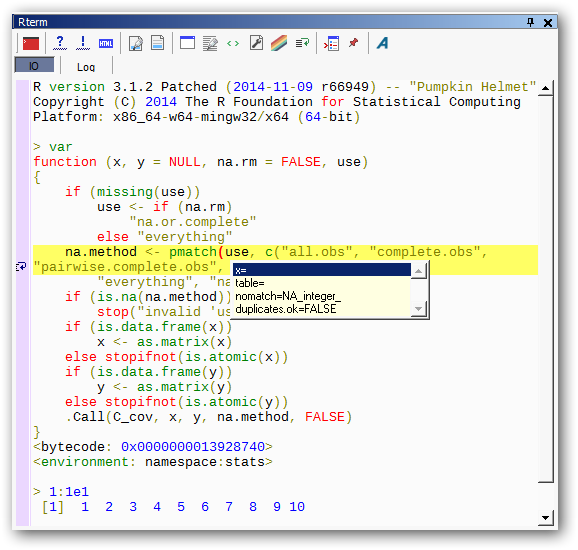 Rterm
HTML
IO Log
R version 3.1.2 Patched (2014-11-09 r66949) -- "Pumpkin Helmet"
Copyright (C) 2014 The R Foundation for Statistical Computing
Platform: x86_64-w64-mingw32/x64 (64-bit)
> var
function (x, y = NULL, na.rm = FALSE, use)
{
    if (missing(use))
        use <- if (na.rm)
            "na.or.complete"
        else "everything"
    na.method <- pmatch(use, c("all.obs", "complete.obs",
"pairwise.complete.obs",
x=
        "everything", "na
table=
    if (is.na(na.method))
nomatch=NA_integer_
        stop("invalid 'us
duplicates.ok=FALSE
    if (is.data.frame(x))
        x <- as.matrix(x)
    else stopifnot(is.atomic(x))
    if (is.data.frame(y))
        y <- as.matrix(y)
    else stopifnot(is.atomic(y))
    .Call(C_cov, x, y, na.method, FALSE)
}
<bytecode: 0x0000000013928740>
<environment: namespace:stats>
> 1:1e1
 [1]  1  2  3  4  5  6  7  8  9 10